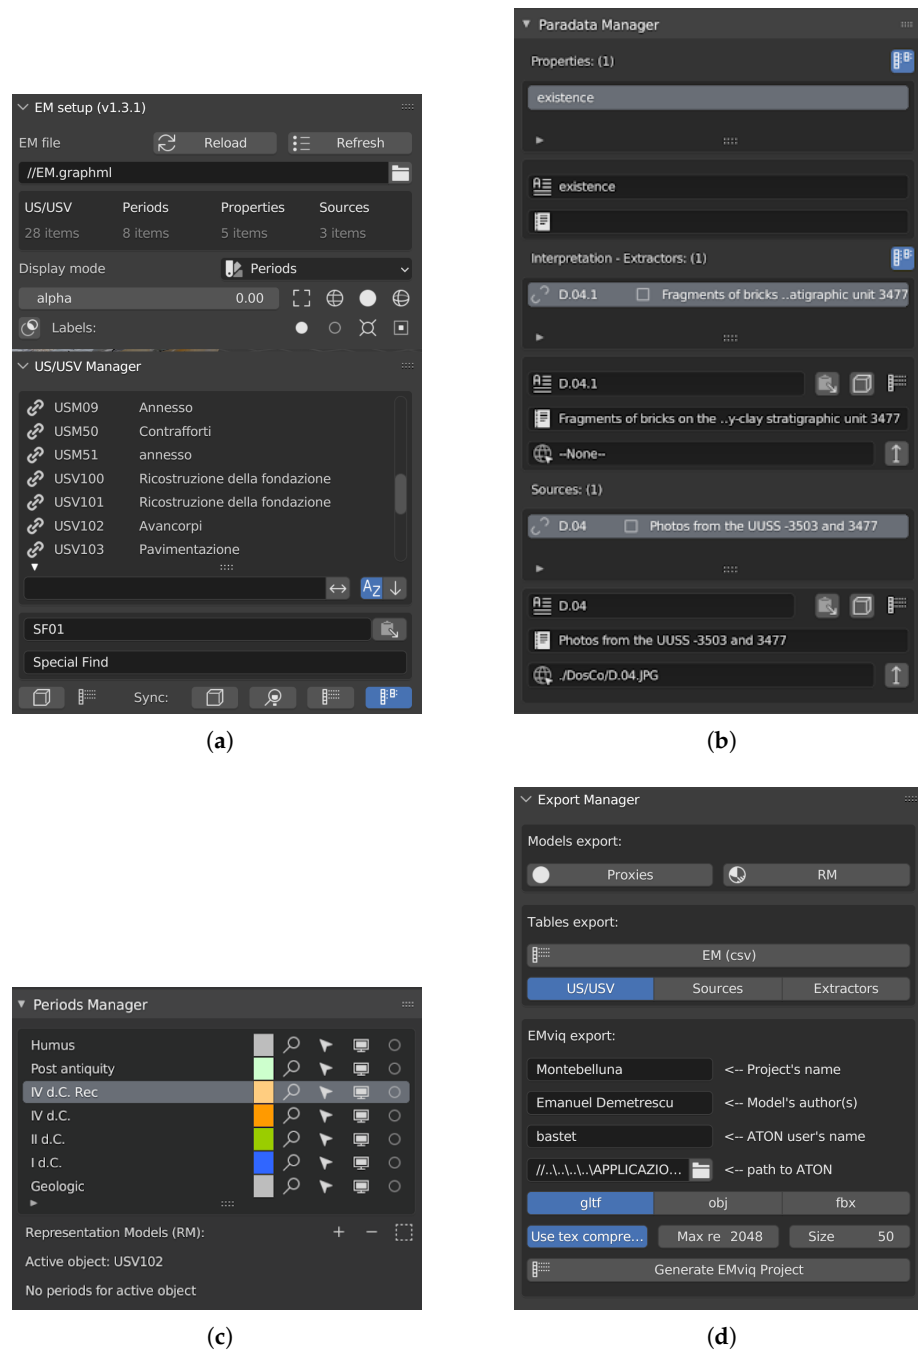 EM setup (v1.3.1)
EM file
Reload
Refresh
//EM.graphml
US/USV Periods Properties Sources
28 items 8 items 5 items 3 items
Display mode
Periods
alpha 0.00
Labels:
US/USV Manager
USM09 Annesso
USM50 Contrafforti
USM51 annesso
USV100 Ricostruzione della fondazione
USV101 Ricostruzione della fondazione
USV102 Avancorpi
USV103 Pavimentazione
AZ
SF01
Special Find
Sync:
(a)
Paradata Manager
Properties: (1)
existence
existence
Interpretation - Extractors: (1)
D.04.1 Fragments of bricks ..atigraphic unit 3477
D.04.1
Fragments of bricks on the ..y-clay stratigraphic unit 3477
--None--
Sources: (1)
D.04 Photos from the UUSS -3503 and 3477
D.04
Photos from the UUSS -3503 and 3477
./DosCo/D.04.JPG
(b)
Periods Manager
Humus
Post antiquity
IV d.C. Rec
IV d.C.
II d.C.
I d.C.
Geologic
Representation Models (RM):
Active object: USV102
No periods for active object
(c)
Export Manager
Models export:
Proxies RM
Tables export:
EM (csv)
US/USV Sources Extractors
EMviq export:
Montebelluna <-- Project's name
Emanuel Demetrescu <-- Model's author(s)
bastet <-- ATON user's name
//..\..\..\..\APPLICAZIO... <-- path to ATON
gltf obj fbx
Use tex compre... Max re 2048 Size 50
Generate EMviq Project
(d)